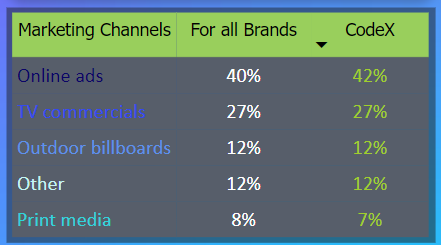 Marketing Channels For all Brands CodeX
Online ads 40% 42%
TV commercials 27% 27%
Outdoor billboards 12% 12%
Other 12% 12%
Print media 8% 7%